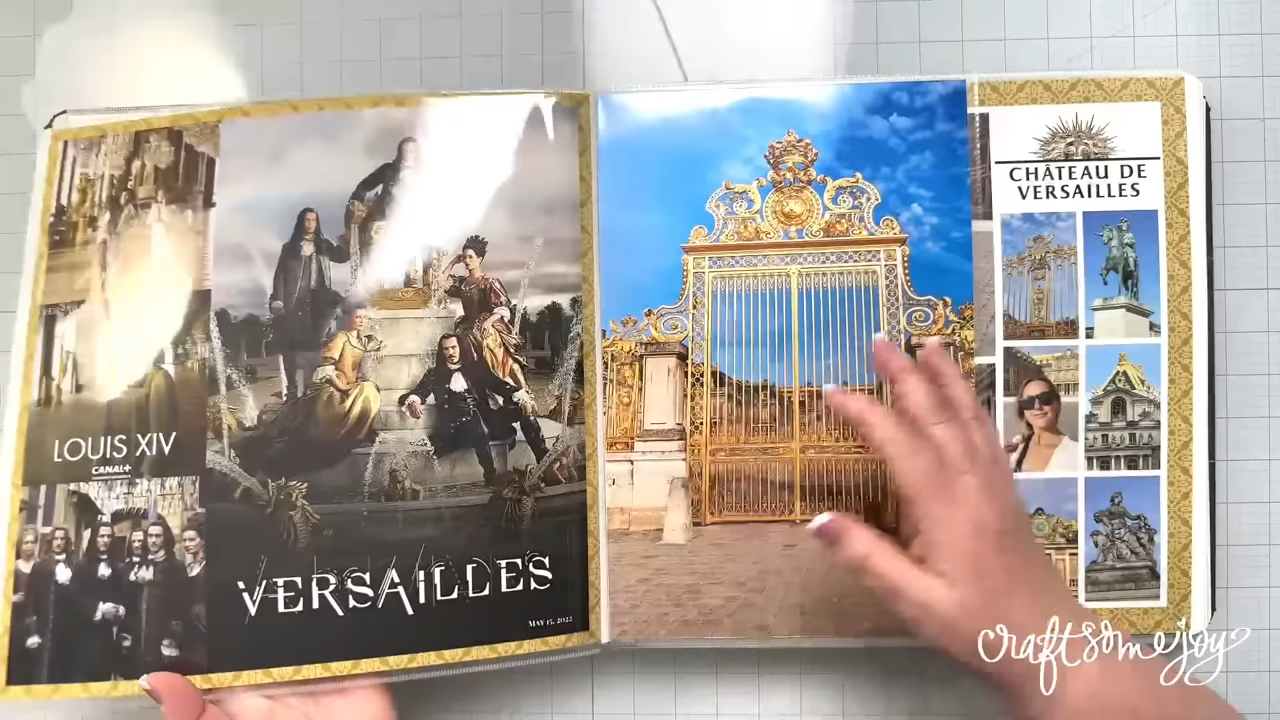 LOUIS XIV
CANAL+
VERSAILLES
MAY 15, 2022
CHÂTEAU DE
VERSAILLES
craftsomejoy